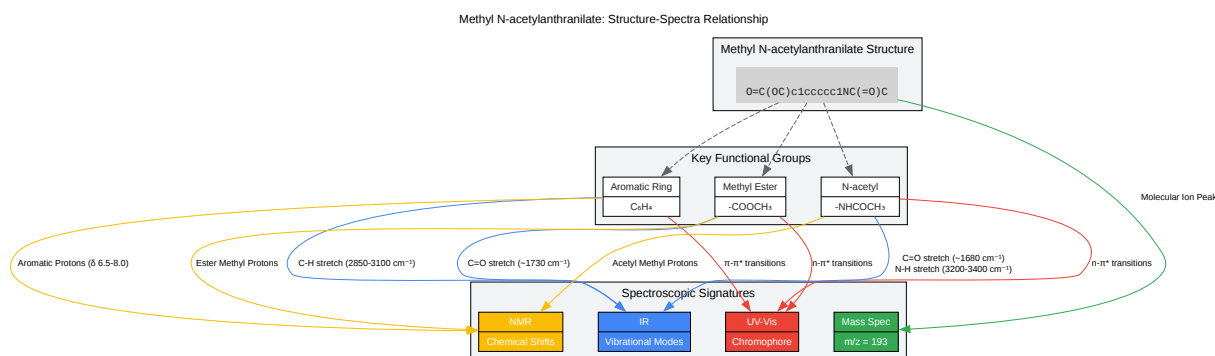 Methyl N-acetylanthranilate: Structure-Spectra Relationship
Methyl N-acetylanthranilate Structure
O=C(OC)c1ccccc1NC(=O)C
Key Functional Groups
Aromatic Ring
C₆H₄
Methyl Ester
-COOCH₃
N-acetyl
-NHCOCH₃
Molecular Ion Peak
Aromatic Protons (δ 6.5-8.0)
Ester Methyl Protons
C-H stretch (2850-3100 cm⁻¹)
C=O stretch (~1730 cm⁻¹)
Acetyl Methyl Protons
π-π* transitions
n-π* transitions
C=O stretch (~1680 cm⁻¹)
N-H stretch (3200-3400 cm⁻¹)
n-π* transitions
Spectroscopic Signatures
NMR
Chemical Shifts
IR
Vibrational Modes
UV-Vis
Chromophore
Mass Spec
m/z = 193